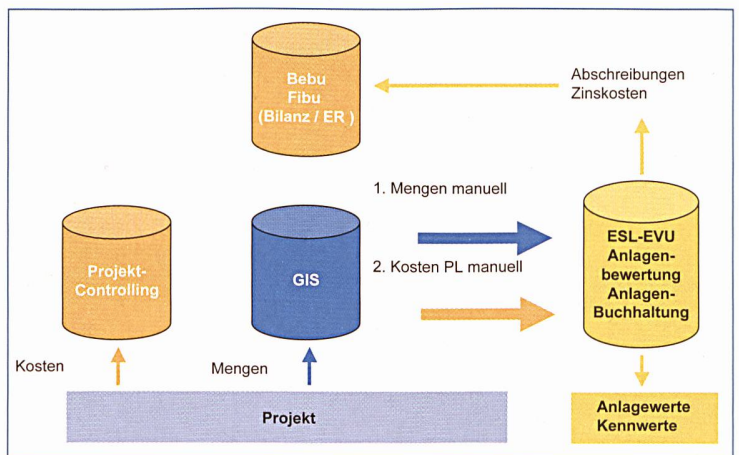 Bebu
Fibu
(Bilanz / ER )
Abschreibungen
Zinskosten
1. Mengen manuell
Projekt-
Controlling
GIS
2. Kosten PL manuell
ESL-EVU
Anlagen-
bewertung
Anlagen-
Buchhaltung
Kosten
Mengen
Projekt
Anlagewerte
Kennwerte